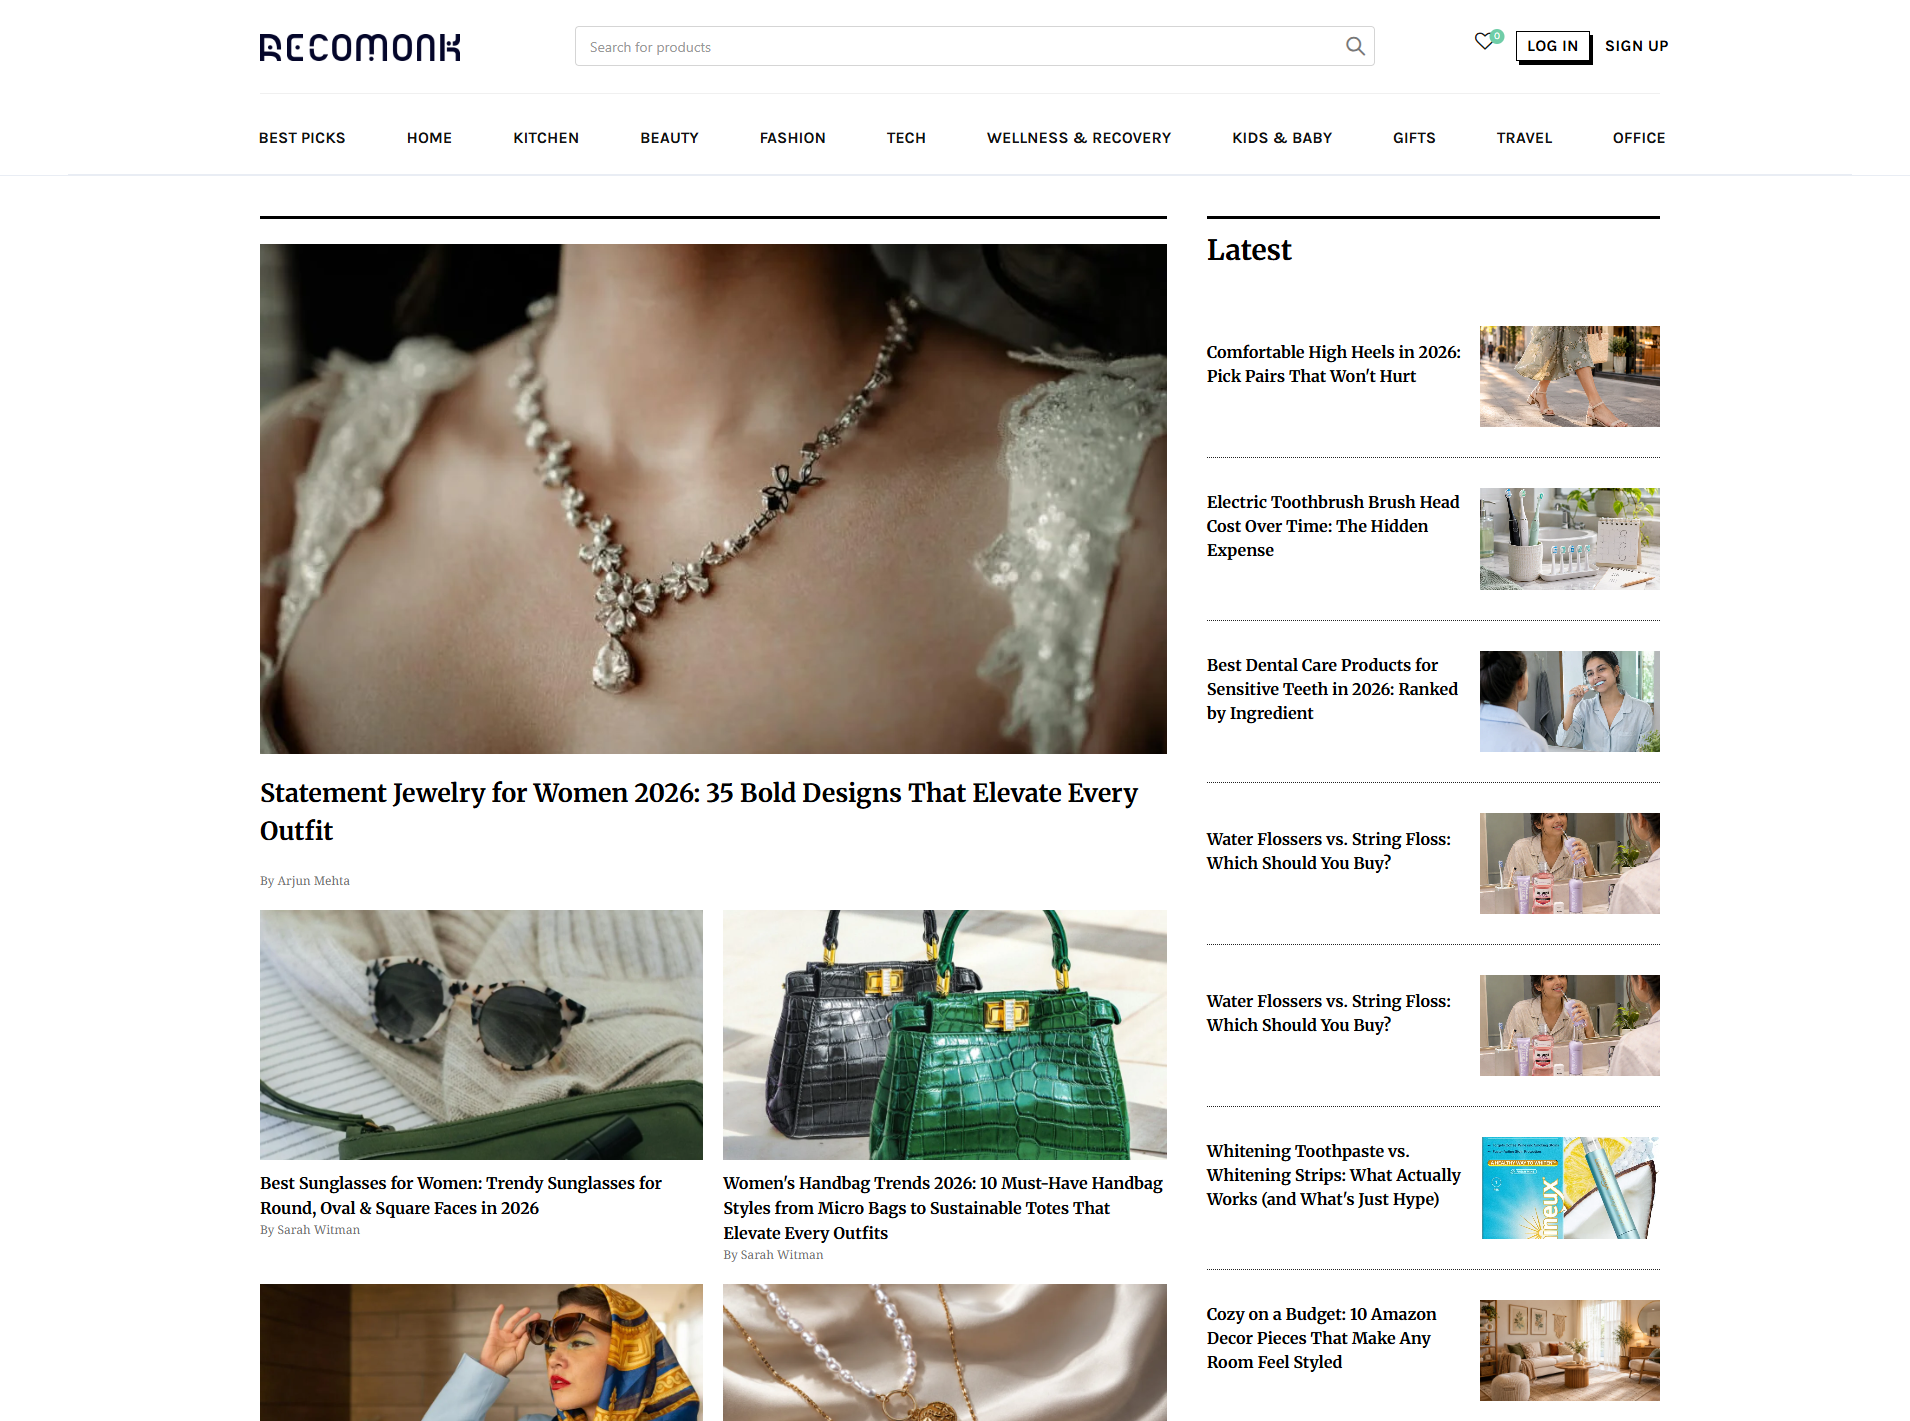 RECOMONK
Search for products
0
LOG IN
SIGN UP
BEST PICKS
HOME
KITCHEN
BEAUTY
FASHION
TECH
WELLNESS & RECOVERY
KIDS & BABY
GIFTS
TRAVEL
OFFICE
Statement Jewelry for Women 2026: 35 Bold Designs That Elevate Every
Outfit
By Arjun Mehta
Best Sunglasses for Women: Trendy Sunglasses for
Round, Oval & Square Faces in 2026
By Sarah Witman
Women's Handbag Trends 2026: 10 Must-Have Handbag
Styles from Micro Bags to Sustainable Totes That
Elevate Every Outfits
By Sarah Witman
Latest
Comfortable High Heels in 2026:
Pick Pairs That Won't Hurt
Electric Toothbrush Brush Head
Cost Over Time: The Hidden
Expense
Best Dental Care Products for
Sensitive Teeth in 2026: Ranked
by Ingredient
Water Flossers vs. String Floss:
Which Should You Buy?
Water Flossers vs. String Floss:
Which Should You Buy?
Whitening Toothpaste vs.
Whitening Strips: What Actually
Works (and What's Just Hype)
Cozy on a Budget: 10 Amazon
Decor Pieces That Make Any
Room Feel Styled